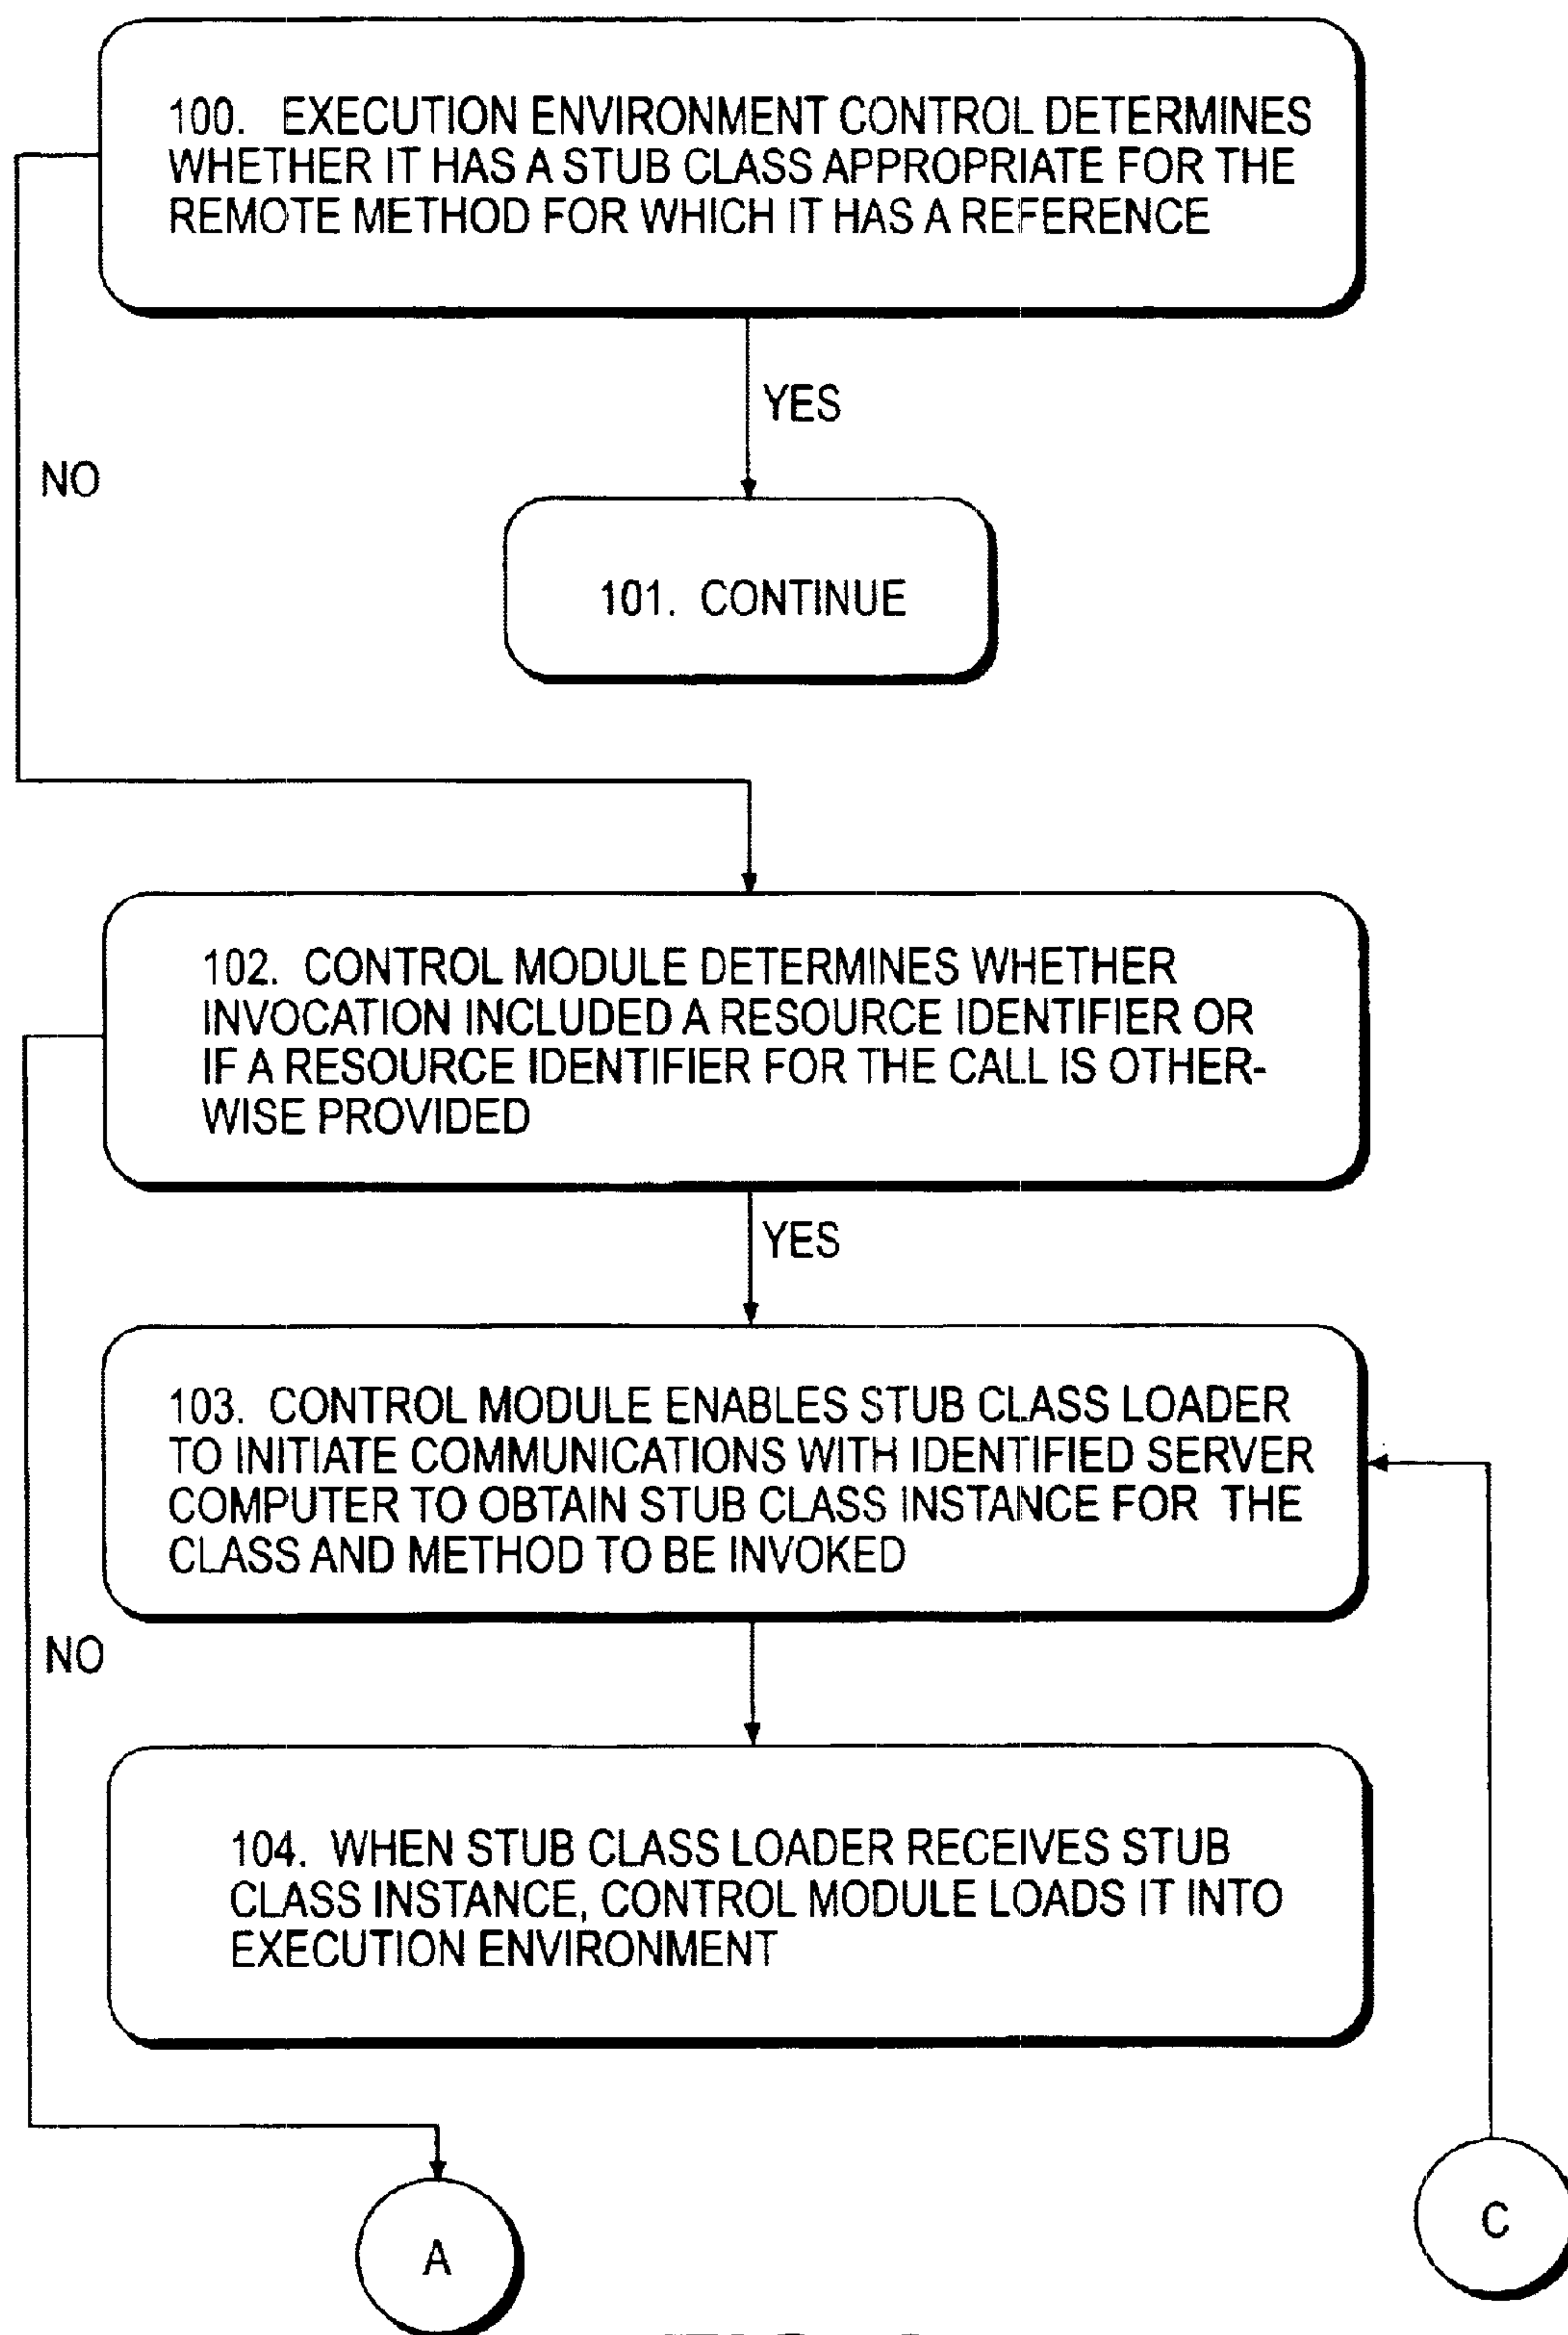 100. EXECUTION ENVIRONMENT CONTROL DETERMINES
WHETHER IT HAS A STUB CLASS APPROPRIATE FOR THE
REMOTE METHOD FOR WHICH IT HAS A REFERENCE
YES
NO
101. CONTINUE
102. CONTROL MODULE DETERMINES WHETHER
INVOCATION INCLUDED A RESOURCE IDENTIFIER OR
IF A RESOURCE IDENTIFIER FOR THE CALL IS OTHER-
WISE PROVIDED
YES
103. CONTROL MODULE ENABLES STUB CLASS LOADER
TO INITIATE COMMUNICATIONS WITH IDENTIFIED SERVER
COMPUTER TO OBTAIN STUB CLASS INSTANCE FOR THE
CLASS AND METHOD TO BE INVOKED
NO
104. WHEN STUB CLASS LOADER RECEIVES STUB
CLASS INSTANCE, CONTROL MODULE LOADS IT INTO
EXECUTION ENVIRONMENT
C
A